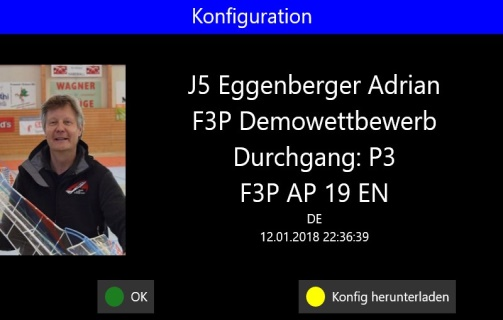 Konfiguration
WAGNER
J5 Eggenberger Adrian
F3P Demowettbewerb
Durchgang: P3
F3P AP 19 EN
DE
12.01.2018 22:36:39
OK
Konfig herunterladen